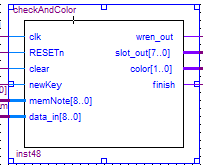 checkAndColor
clk wren_out
RESETn slot_out[7..0]
clear color[1..0]
newKey finish
memNote[8..0]
data_in[8..0]
inst48